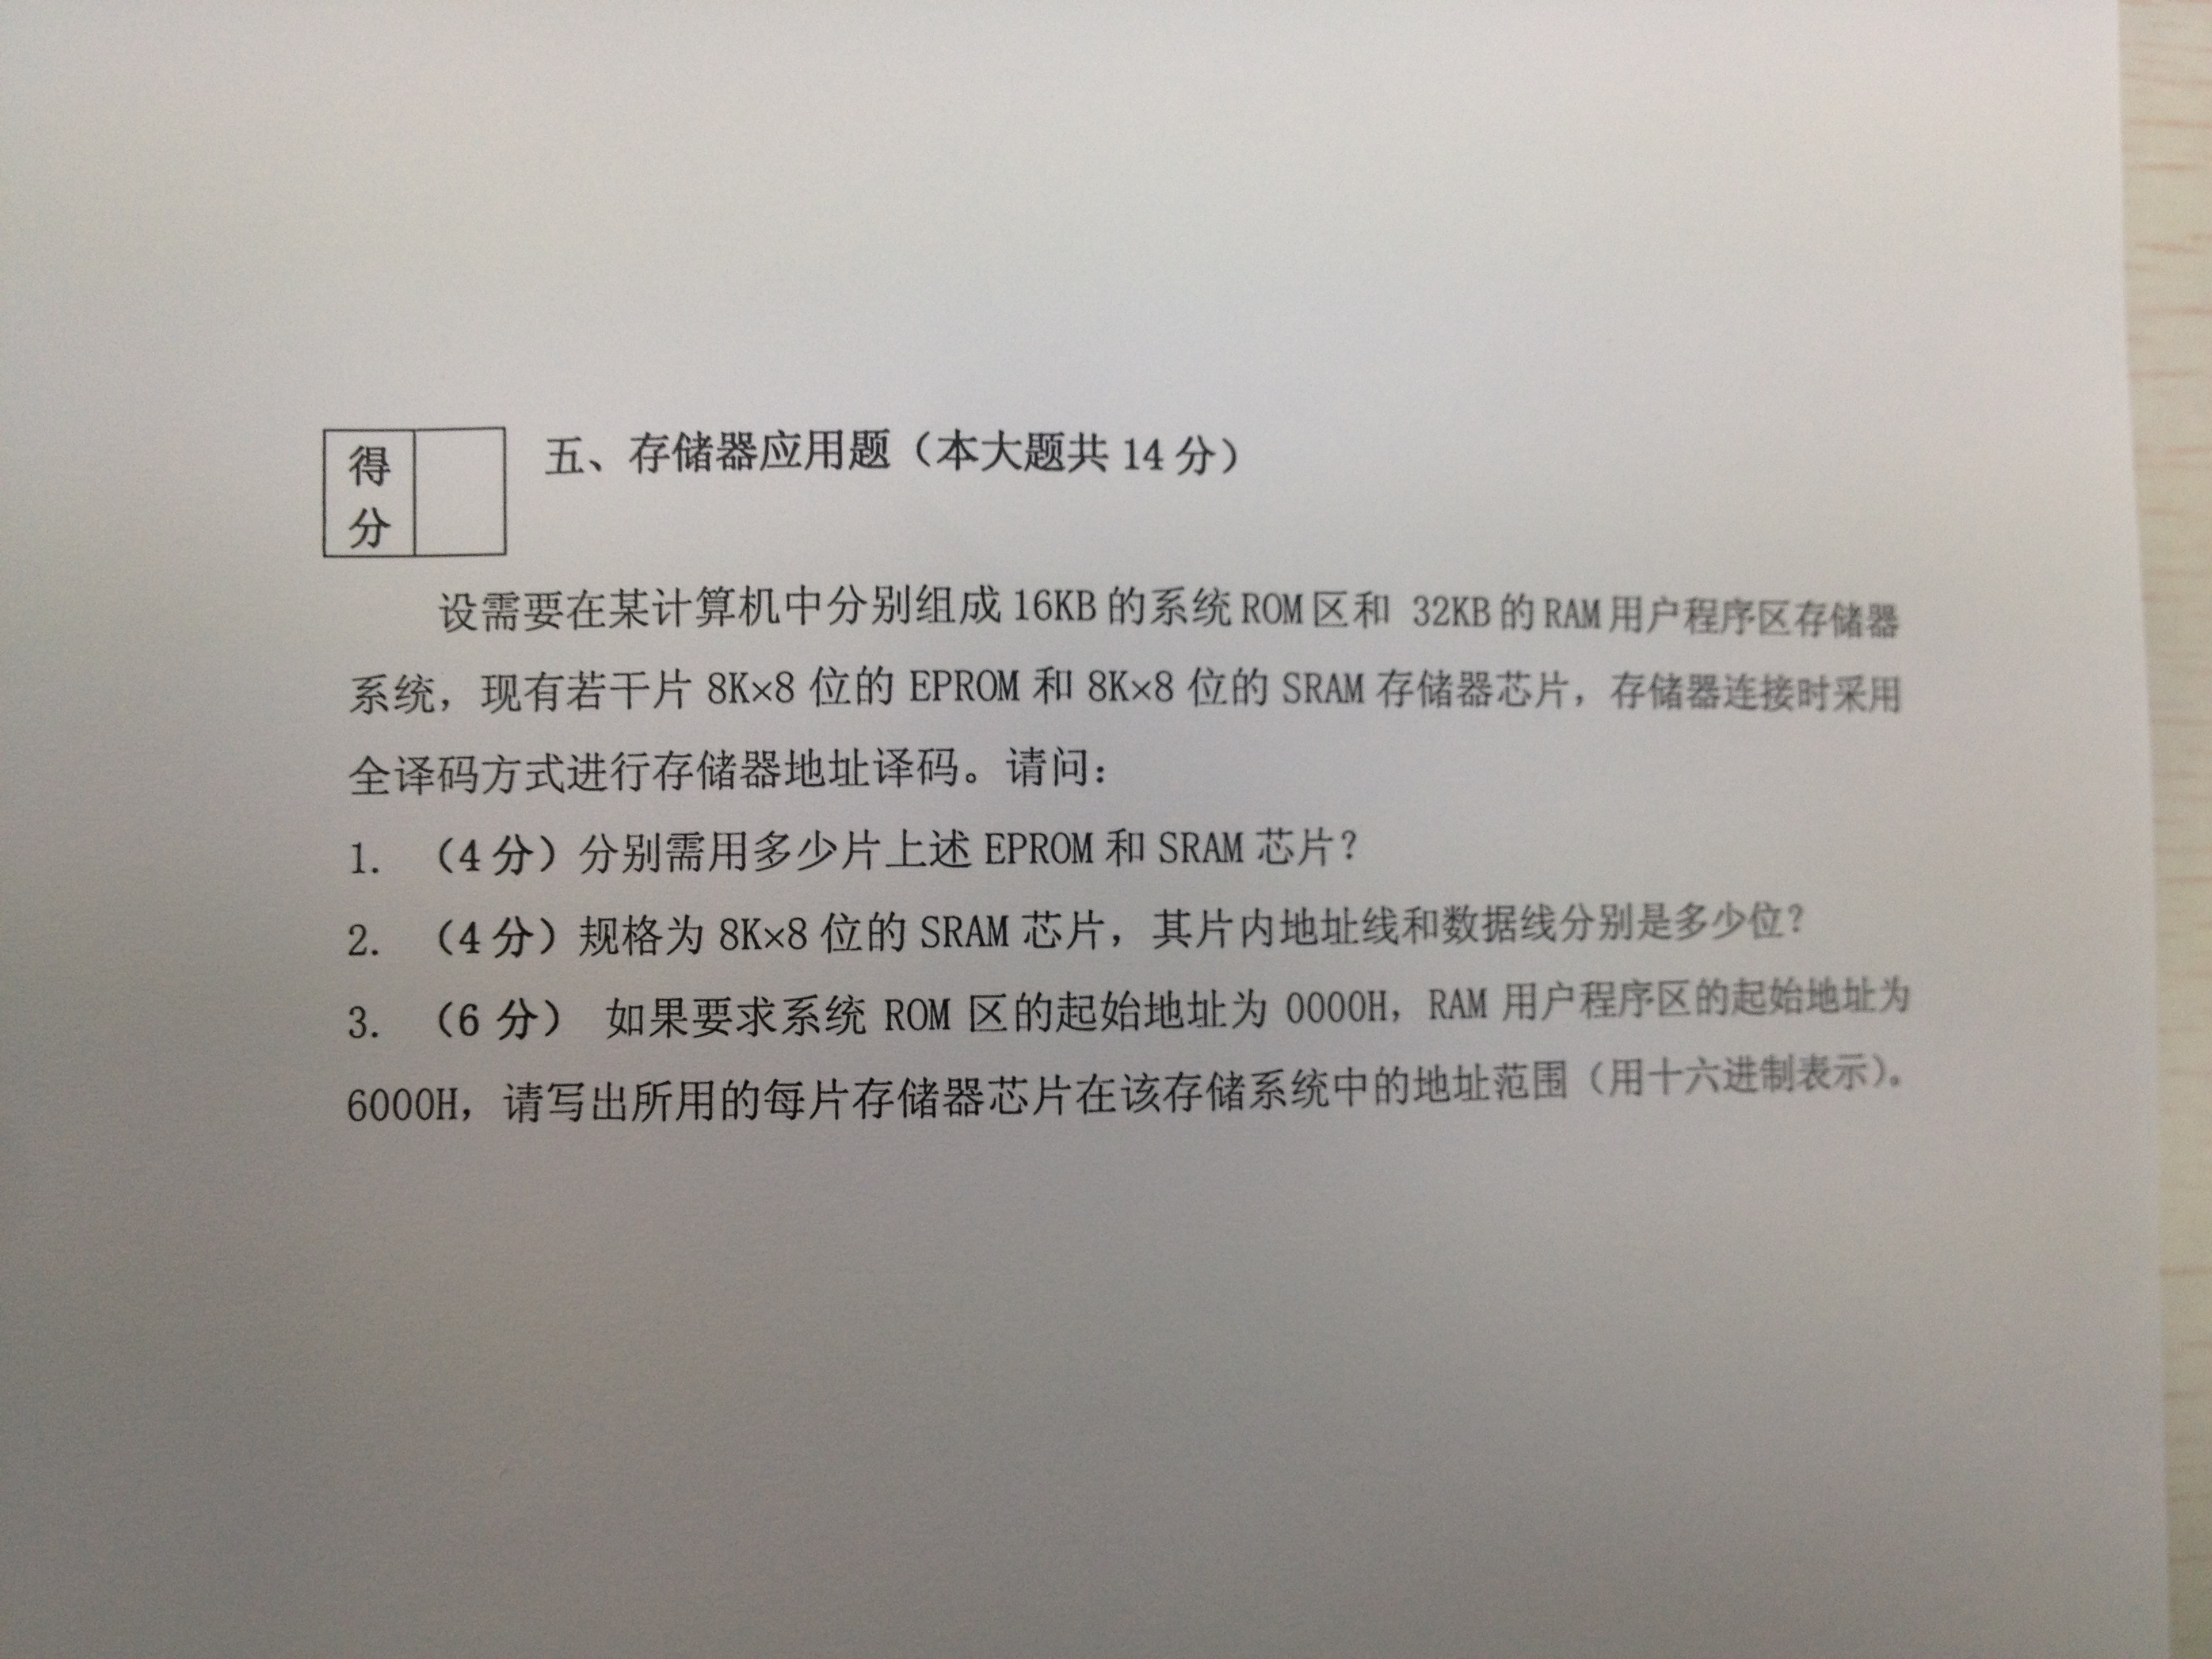 得分
五、存储器应用题（本大题共 14 分）
设需要在某计算机中分别组成 16KB 的系统 ROM 区和 32KB 的 RAM 用户程序区存储器
系统，现有若干片 8K×8 位的 EPROM 和 8K×8 位的 SRAM 存储器芯片，存储器连接时采用
全译码方式进行存储器地址译码。请问：
1. （4 分）分别需用多少片上述 EPROM 和 SRAM 芯片？
2. （4 分）规格为 8K×8 位的 SRAM 芯片，其片内地址线和数据线分别是多少位？
3. （6 分） 如果要求系统 ROM 区的起始地址为 0000H，RAM 用户程序区的起始地址为
6000H，请写出所用的每片存储器芯片在该存储系统中的地址范围（用十六进制表示）。